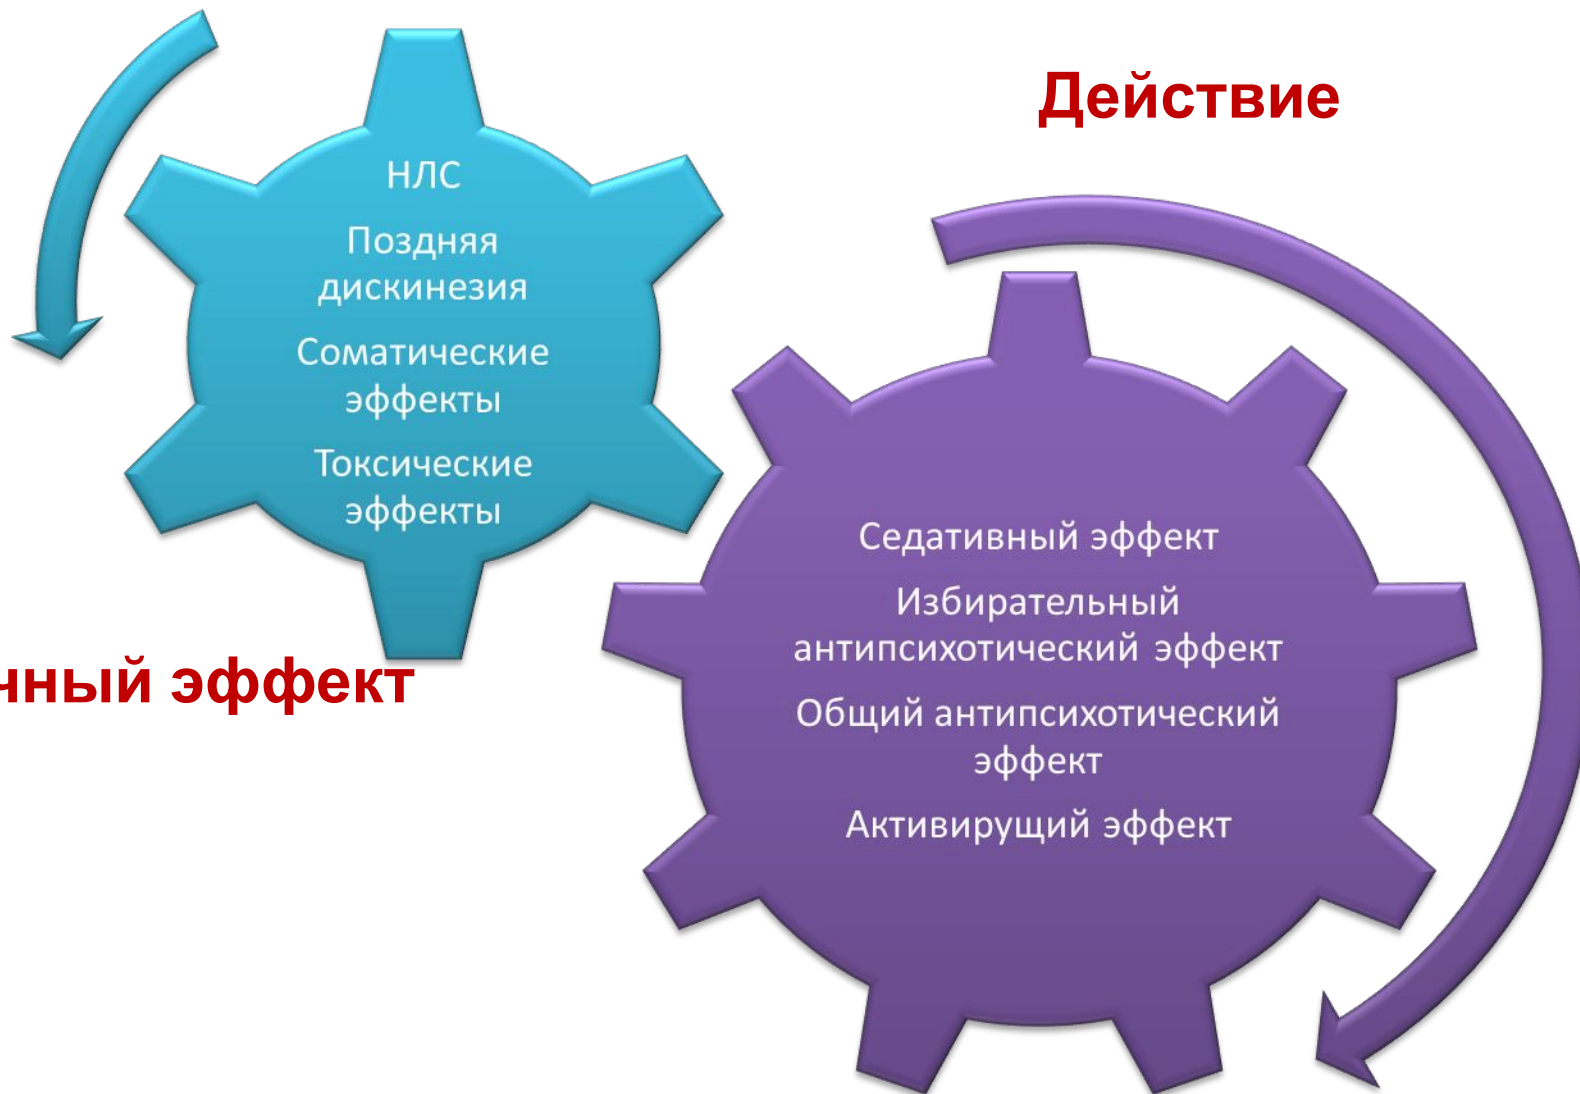 Действие
НЛС
Поздняя
дискинезия
Соматические
эффекты
Токсические
эффекты
чный эффект
Седативный эффект
Избирательный
антипсихотический эффект
Общий антипсихотический
эффект
Активирущий эффект